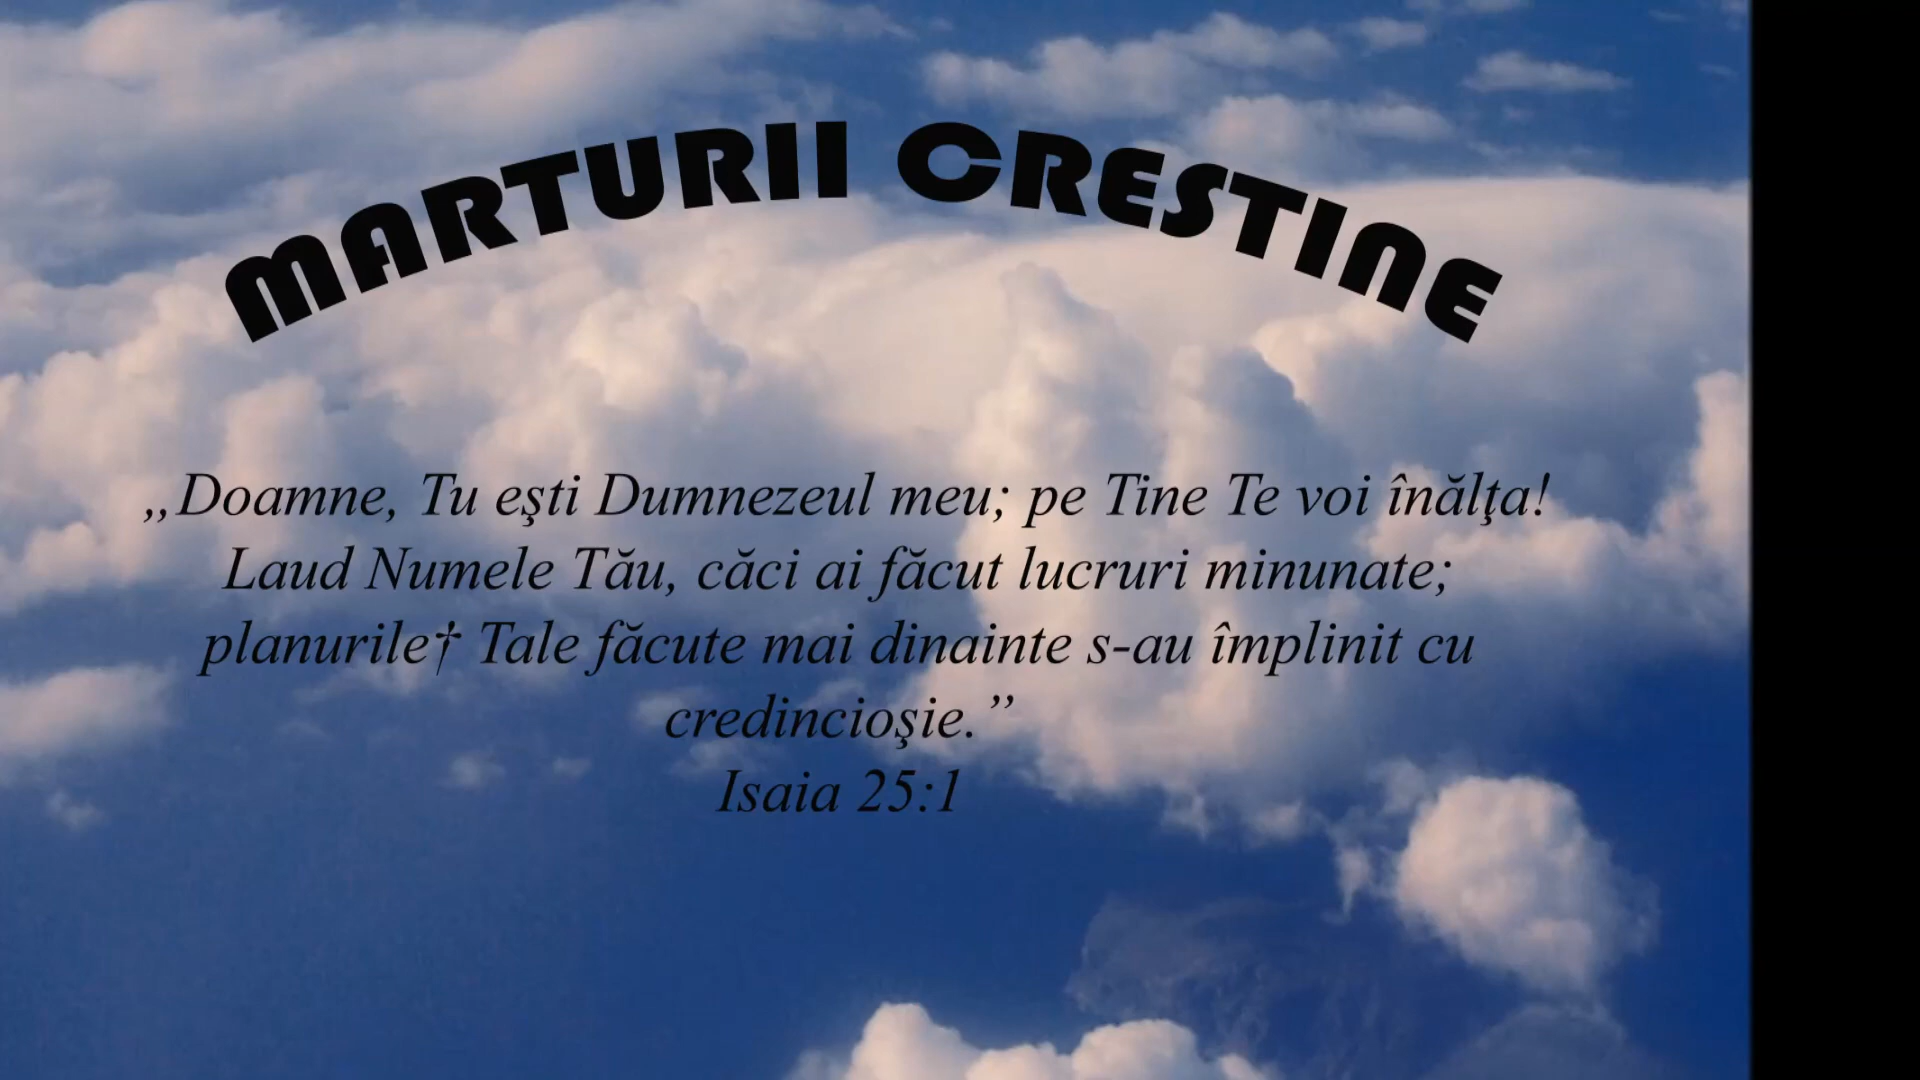 MARTURII CRESTINE
„Doamne, Tu eşti Dumnezeul meu; pe Tine Te voi înălţa!
Laud Numele Tău, căci ai făcut lucruri minunate;
planurile† Tale făcute mai dinainte s-au împlinit cu
credincioşie.”
Isaia 25:1